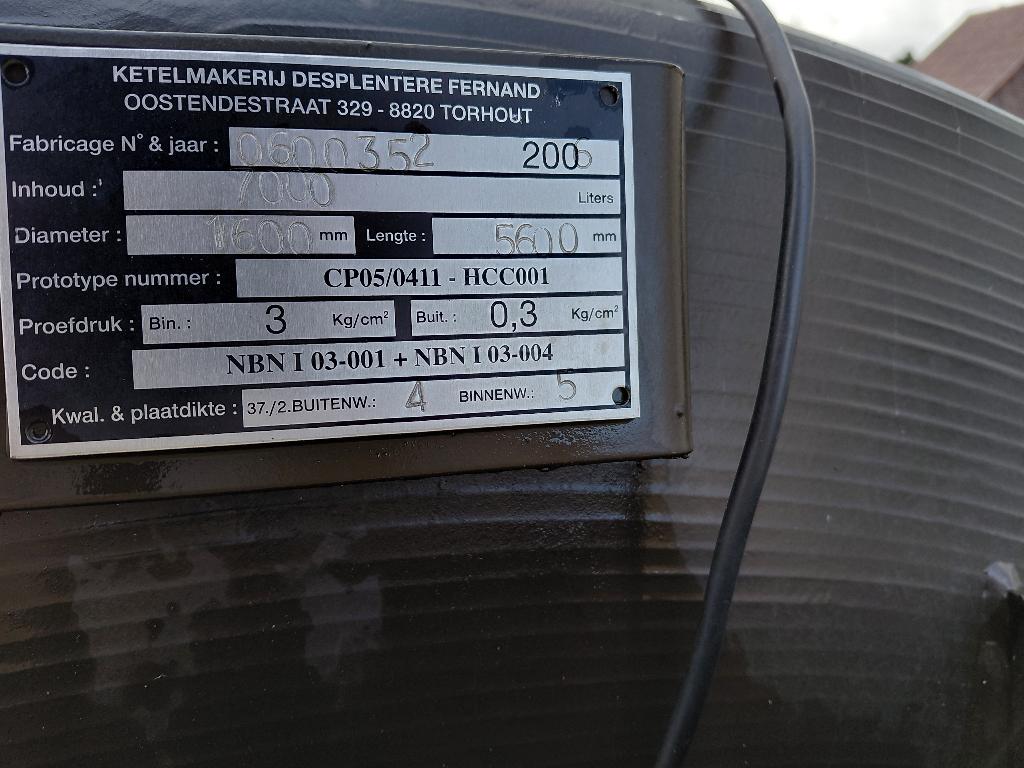 KETELMAKERIJ DESPLENTERE FERNAND
OOSTENDESTRAAT 329 - 8820 TORHOUT
Fabricage N° & jaar : 0600352 2006
Inhoud : 7000 Liters
Diameter : 1600 mm Lengte : 5600 mm
Prototype nummer : CP05/0411 - HCC001
Proefdruk : Bin. : 3 Kg/cm² Buit. : 0,3 Kg/cm²
Code : NBN I 03-001 + NBN I 03-004
Kwal. & plaatdikte : 37./2.BUITENW.: 4 BINNENW.: 5